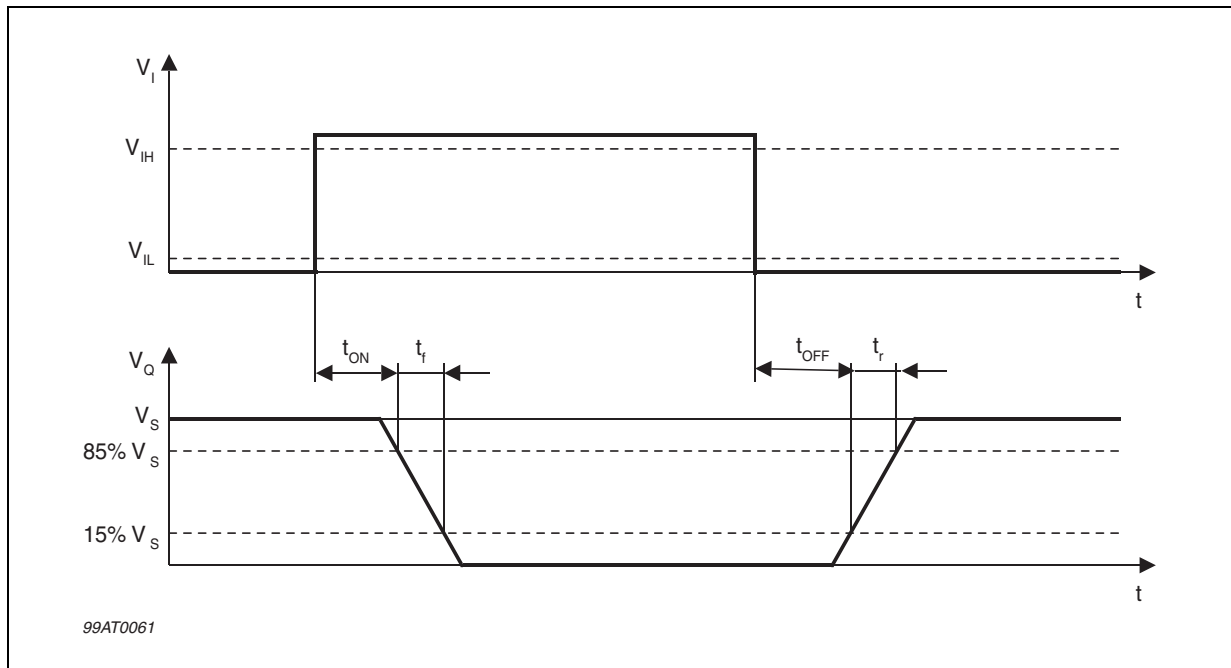 V_I
V_IH
V_IL
t
V_Q
t_ON
t_f
t_OFF
t_r
V_S
85% V_S
15% V_S
t
99AT0061